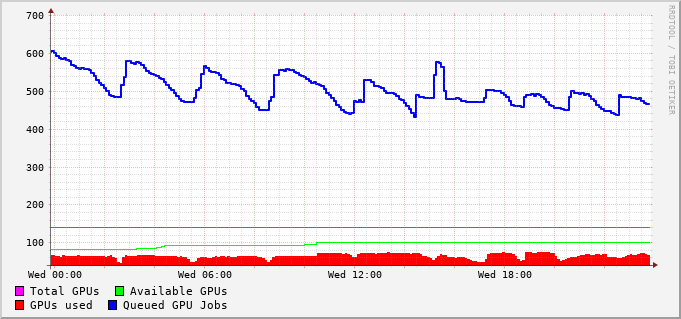 700
600
500
400
300
200
100
Wed 00:00 Wed 06:00 Wed 12:00 Wed 18:00
Total GPUs Available GPUs
GPUs used Queued GPU Jobs
RRDTOOL / TOBI OETIKER